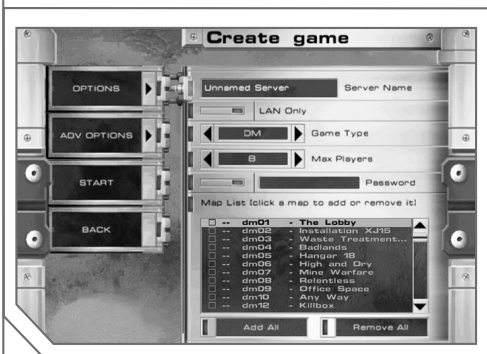 Create game
OPTIONS
ADV OPTIONS
START
BACK
Unnamed Server Server Name
LAN Only
DM Game Type
8 Max Players
Password
Map List (click a map to add or remove it)
-- dm01 - The Lobby
-- dm02 - Installation XJ15
-- dm03 - Waste Treatment...
-- dm04 - Badlands
-- dm05 - Hangar 18
-- dm06 - High and Dry
-- dm07 - Mine Warfare
-- dm08 - Relentless
-- dm09 - Office Space
-- dm10 - Any Way
-- dm12 - Killbox
Add All Remove All